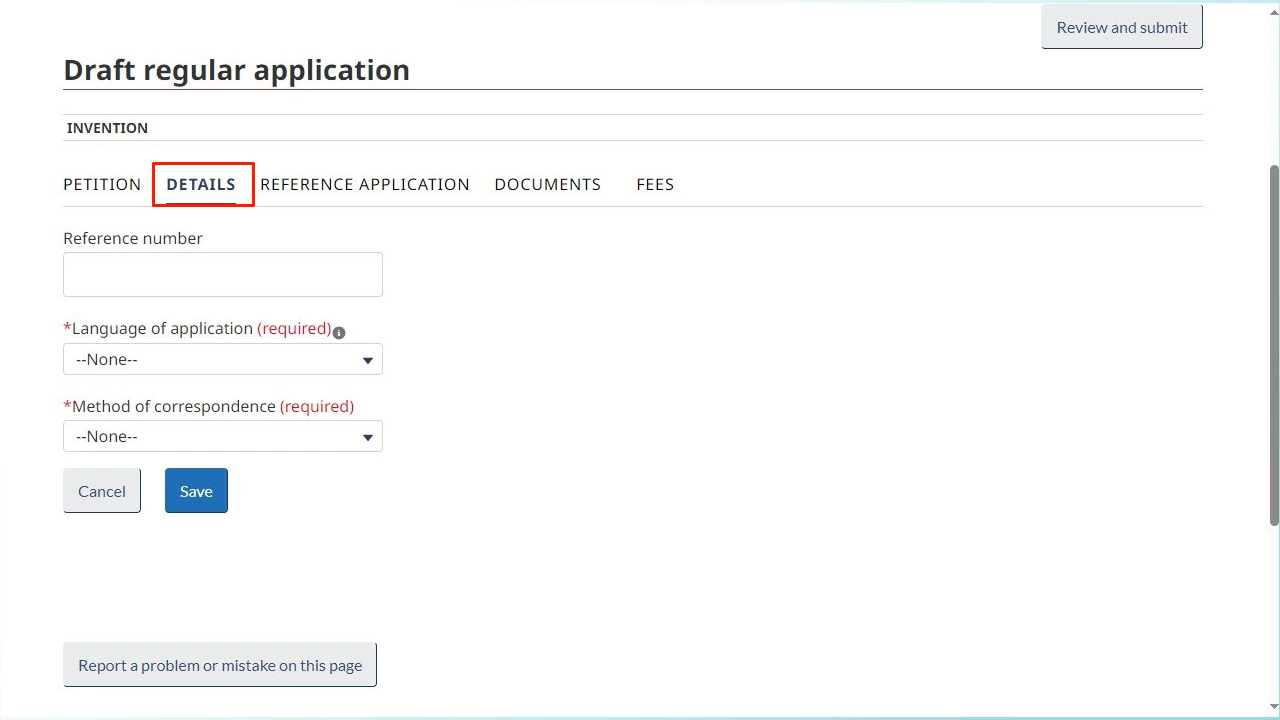 Review and submit
Draft regular application
INVENTION
PETITION DETAILS REFERENCE APPLICATION DOCUMENTS FEES
Reference number
*Language of application (required)
--None--
*Method of correspondence (required)
--None--
Cancel Save
Report a problem or mistake on this page